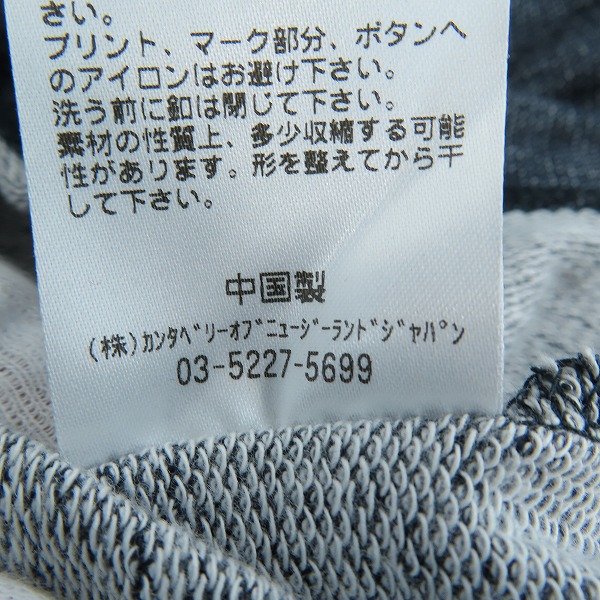 さい。
プリント、マーク部分、ボタンへ
のアイロンはお避け下さい。
洗う前に釦は閉じて下さい。
素材の性質上、多少収縮する可能
性があります。形を整えてから干
して下さい。
中国製
(株)ｶﾝﾀﾍﾞﾘｰｵﾌﾞﾆｭｰｼﾞｰﾗﾝﾄﾞｼﾞｬﾊﾟﾝ
03-5227-5699